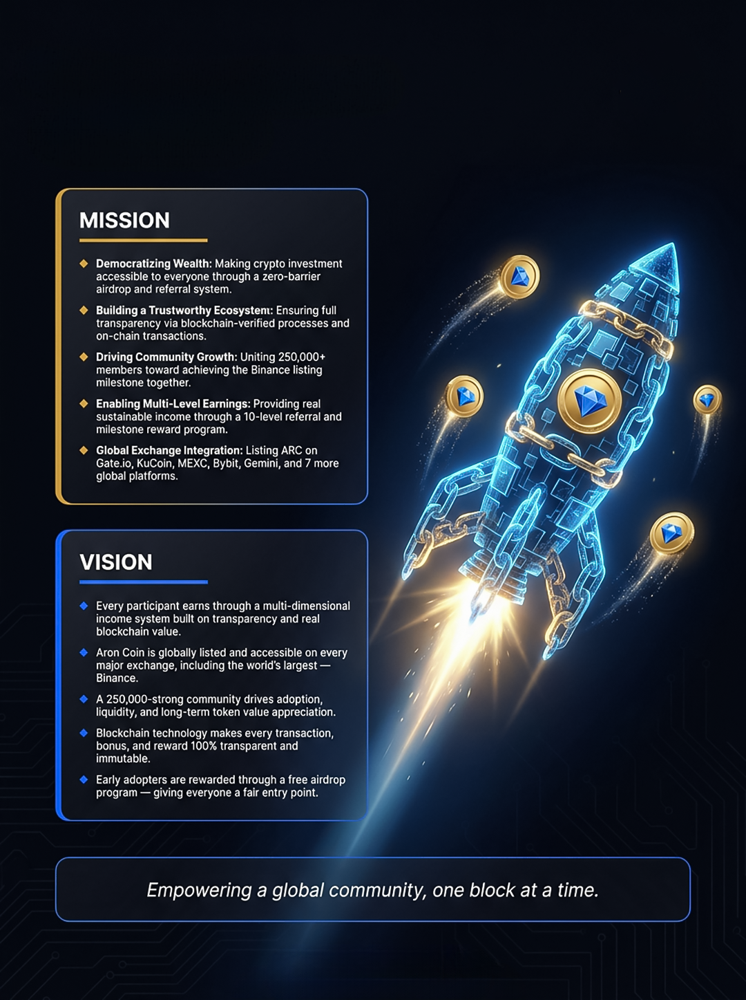 MISSION
Democratizing Wealth: Making crypto investment
accessible to everyone through a zero-barrier
airdrop and referral system.
Building a Trustworthy Ecosystem: Ensuring full
transparency via blockchain-verified processes and
on-chain transactions.
Driving Community Growth: Uniting 250,000+
members toward achieving the Binance listing
milestone together.
Enabling Multi-Level Earnings: Providing real
sustainable income through a 10-level referral and
milestone reward program.
Global Exchange Integration: Listing ARC on
Gate.io, KuCoin, MEXC, Bybit, Gemini, and 7 more
global platforms.
VISION
Every participant earns through a multi-dimensional
income system built on transparency and real
blockchain value.
Aron Coin is globally listed and accessible on every
major exchange, including the world's largest —
Binance.
A 250,000-strong community drives adoption,
liquidity, and long-term token value appreciation.
Blockchain technology makes every transaction,
bonus, and reward 100% transparent and
immutable.
Early adopters are rewarded through a free airdrop
program — giving everyone a fair entry point.
Empowering a global community, one block at a time.